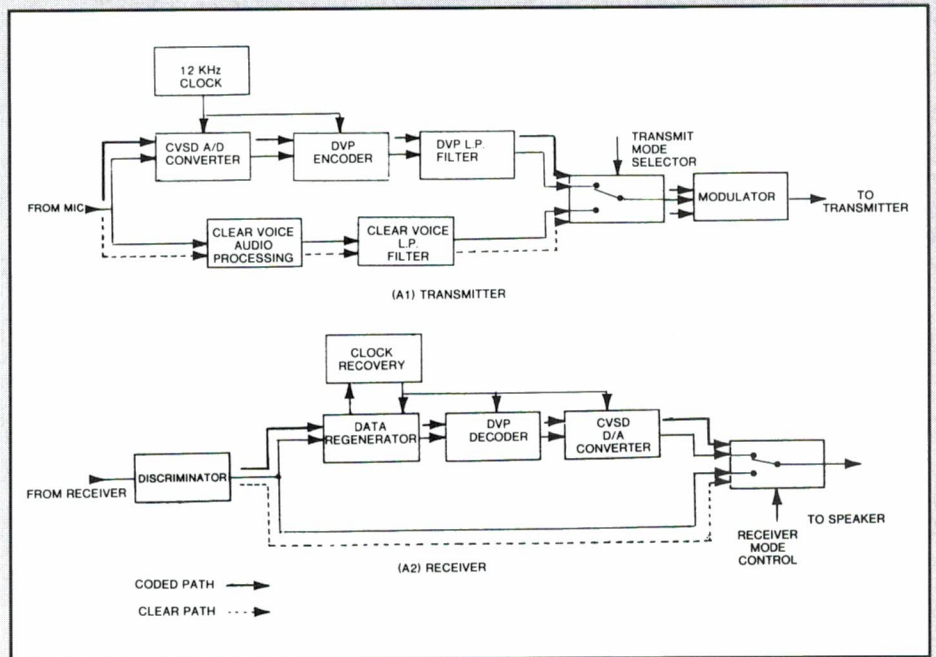 12 KHz
CLOCK
CVSD A/D
CONVERTER
DVP
ENCODER
DVP L.P.
FILTER
TRANSMIT
MODE
SELECTOR
MODULATOR
TO
TRANSMITTER
FROM MIC
CLEAR VOICE
AUDIO
PROCESSING
CLEAR VOICE
L.P.
FILTER
(A1) TRANSMITTER
CLOCK
RECOVERY
DATA
REGENERATOR
DVP
DECODER
CVSD
D/A
CONVERTER
DISCRIMINATOR
FROM RECEIVER
TO SPEAKER
RECEIVER
MODE
CONTROL
(A2) RECEIVER
CODED PATH
CLEAR PATH